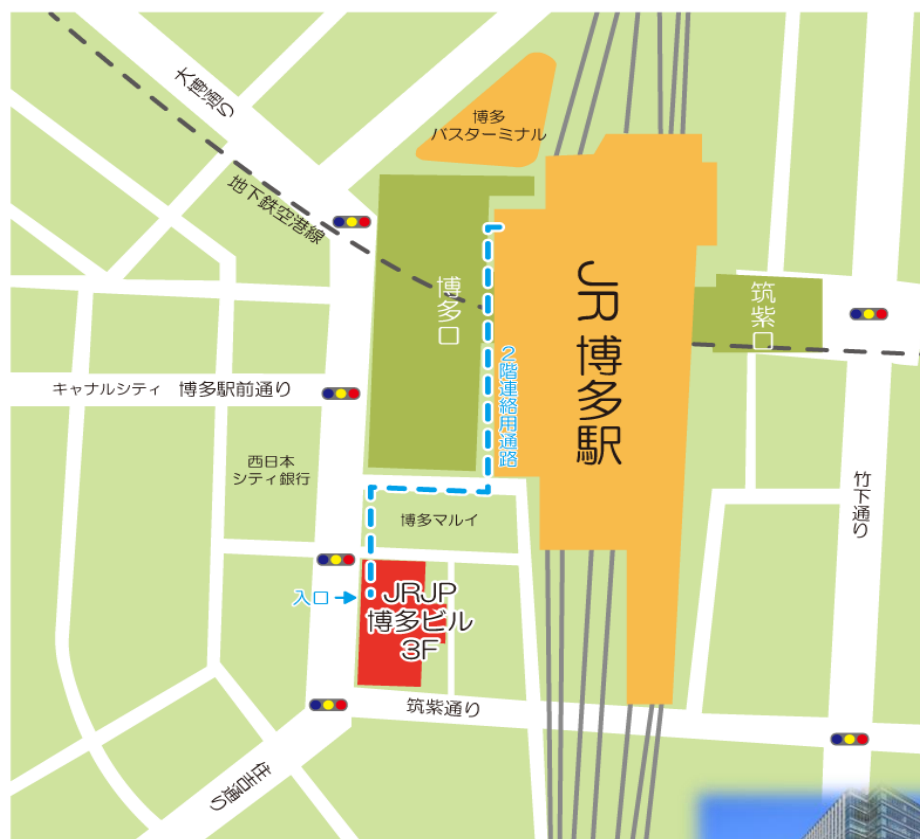 大博通り
博多
バスターミナル
地下鉄空港線
博多口
JR 博多駅
筑紫口
2階連絡用通路
キャナルシティ 博多駅前通り
西日本
シティ銀行
博多マルイ
竹下通り
入口
JRJP
博多ビル
3F
筑紫通り
住吉通り